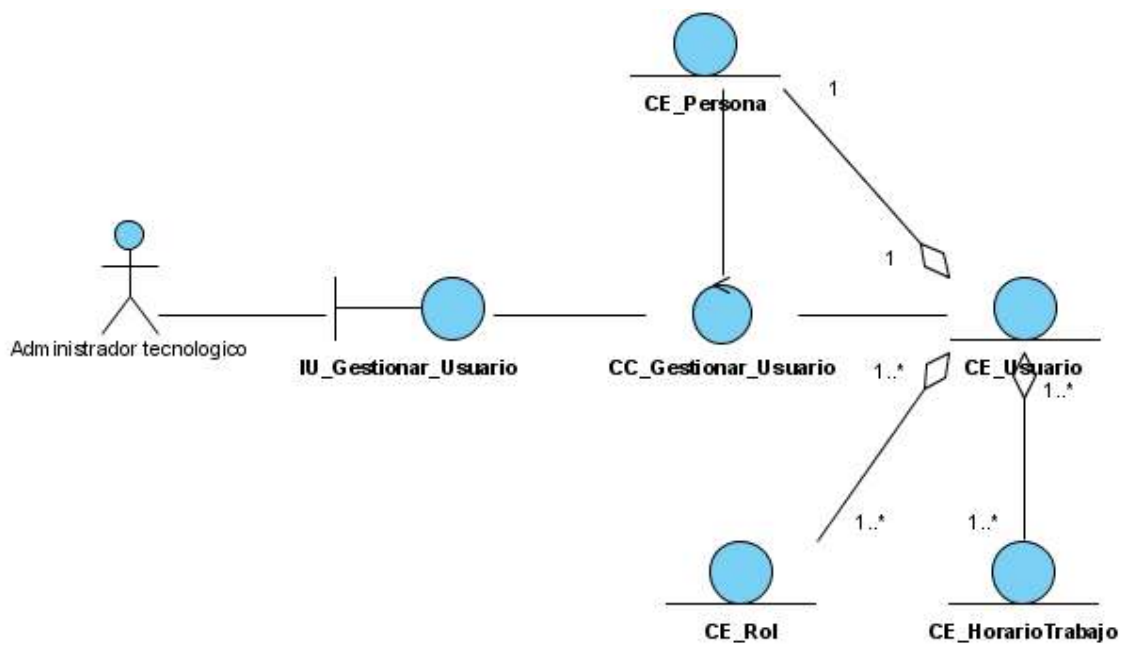 CE_Persona
1
1
Administrador tecnologico
IU_Gestionar_Usuario
CC_Gestionar_Usuario
1..*
CE_Usuario
1..*
1..*
1..*
CE_Rol
CE_HorarioTrabajo